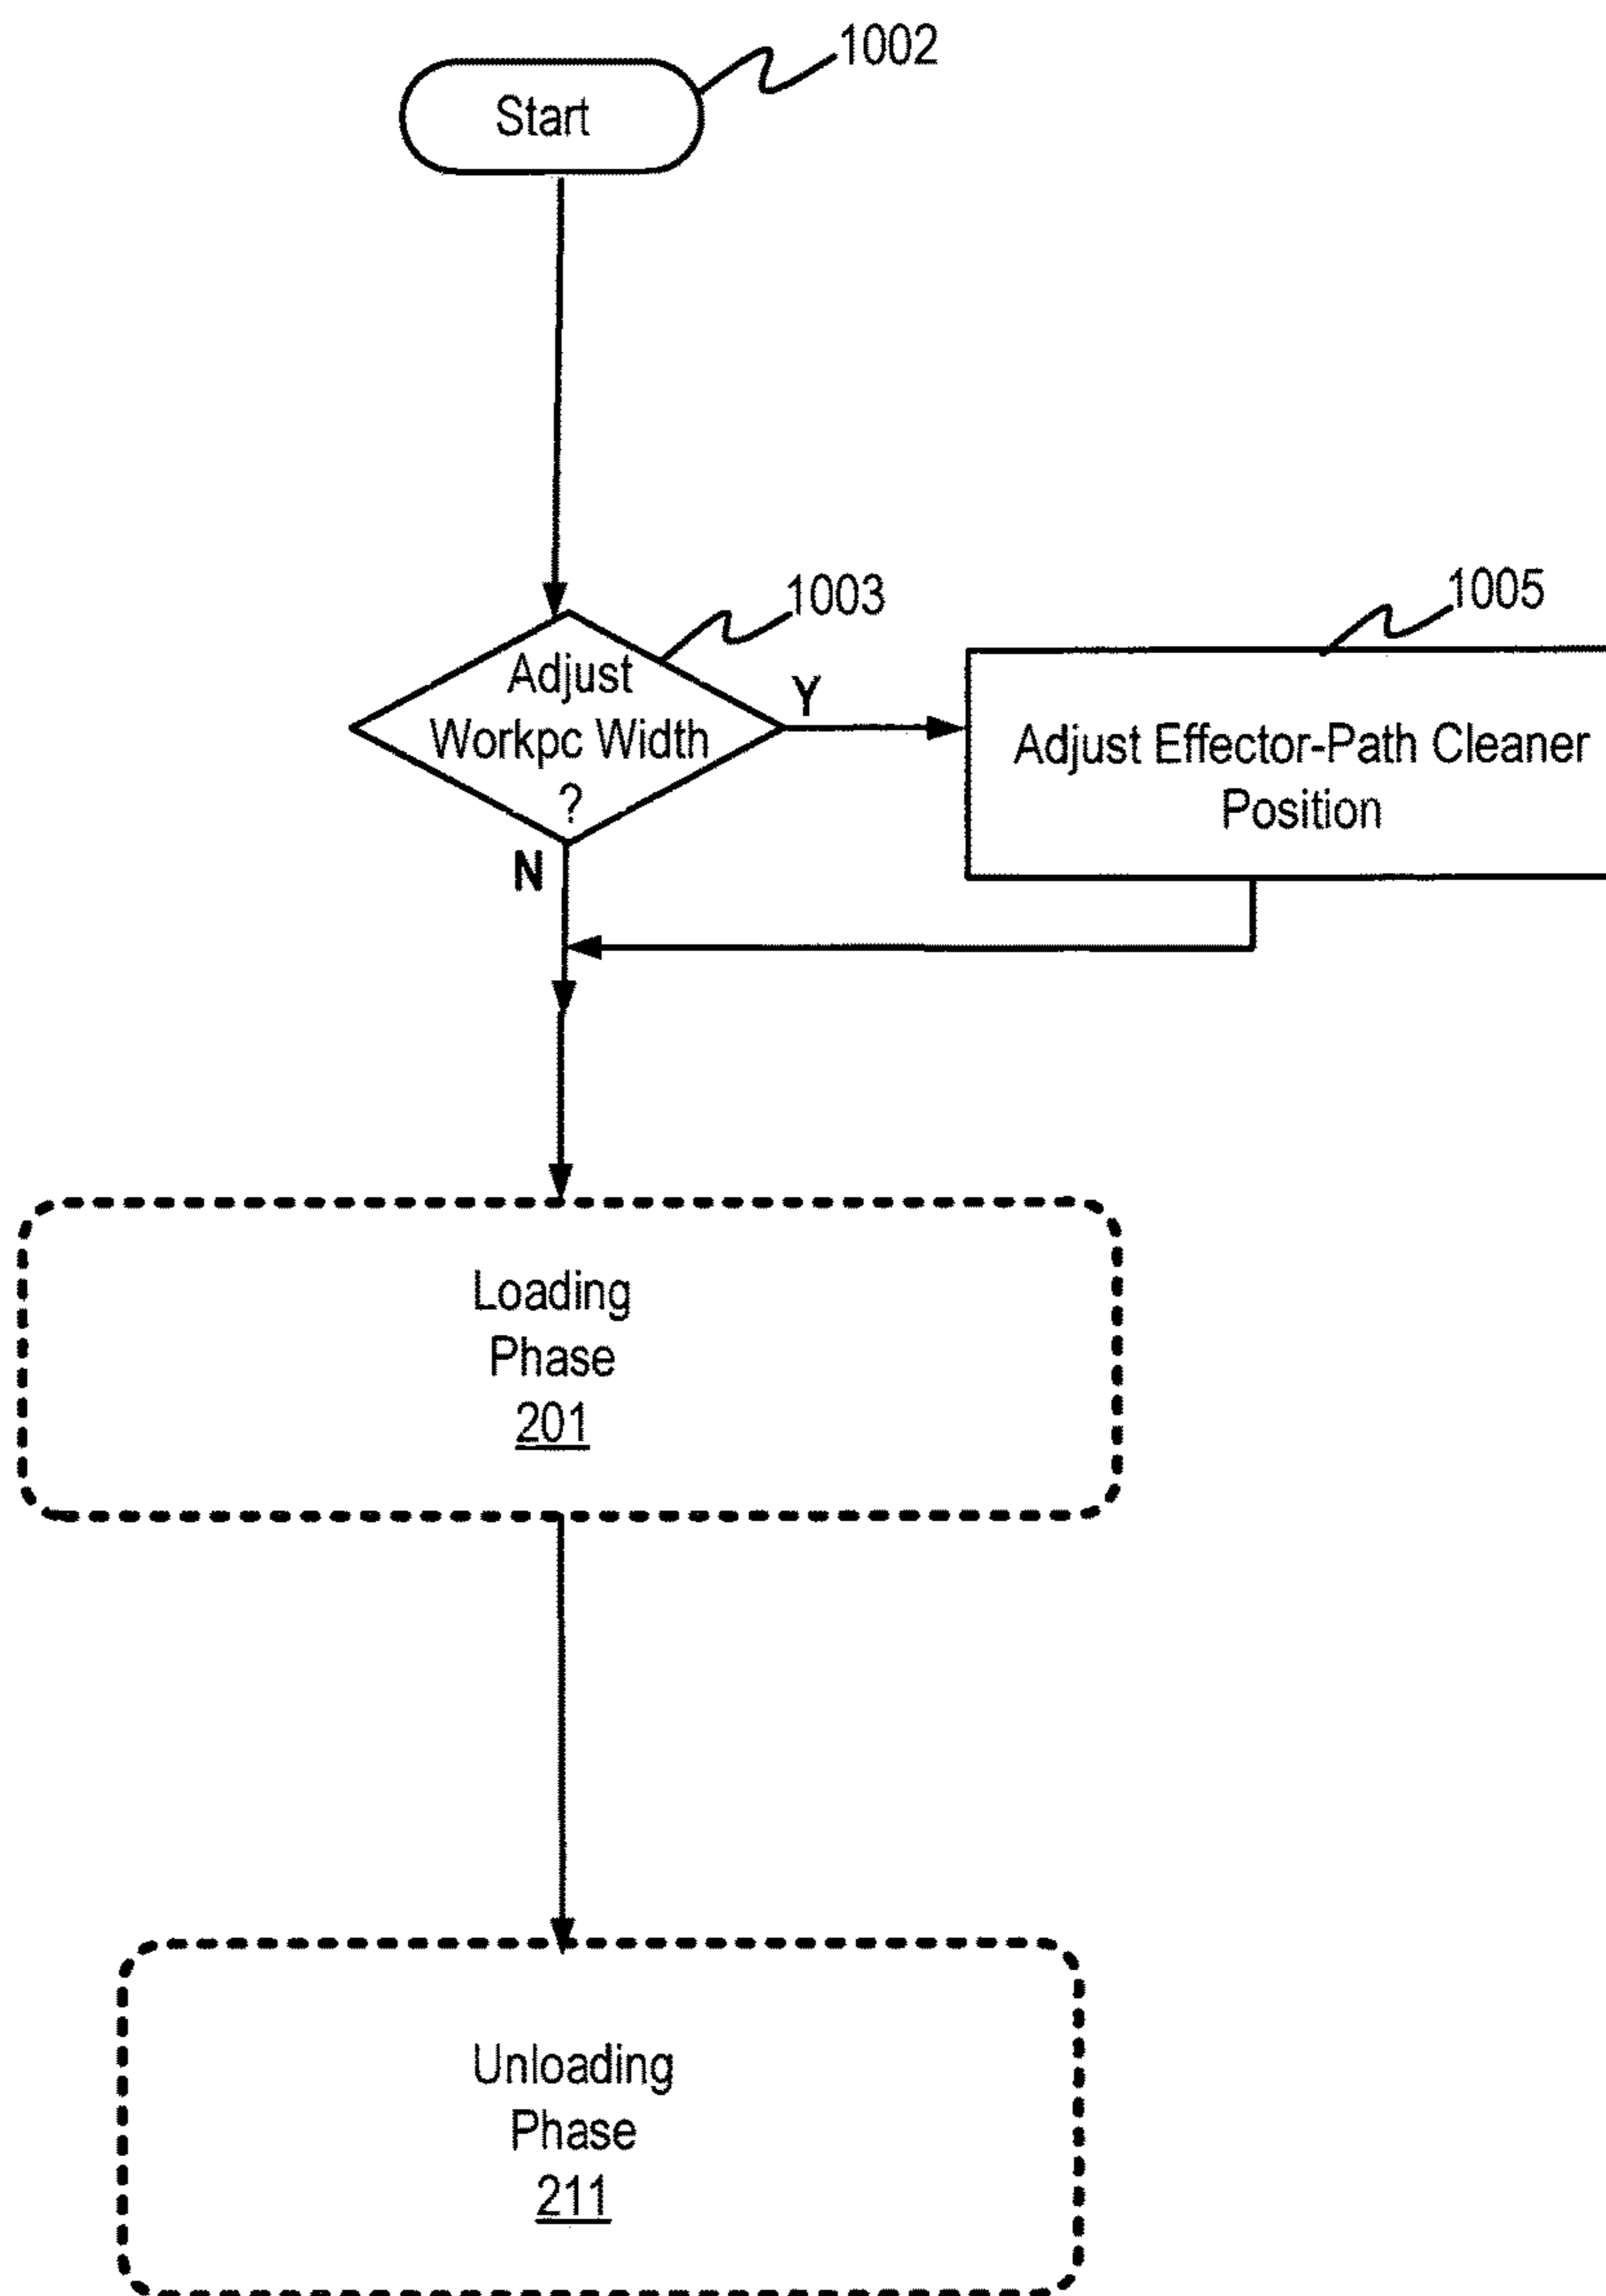 1002
Start
1003
1005
Adjust
Workpc Width
?
Y
Adjust Effector-Path Cleaner
Position
N
Loading
Phase
201
Unloading
Phase
211